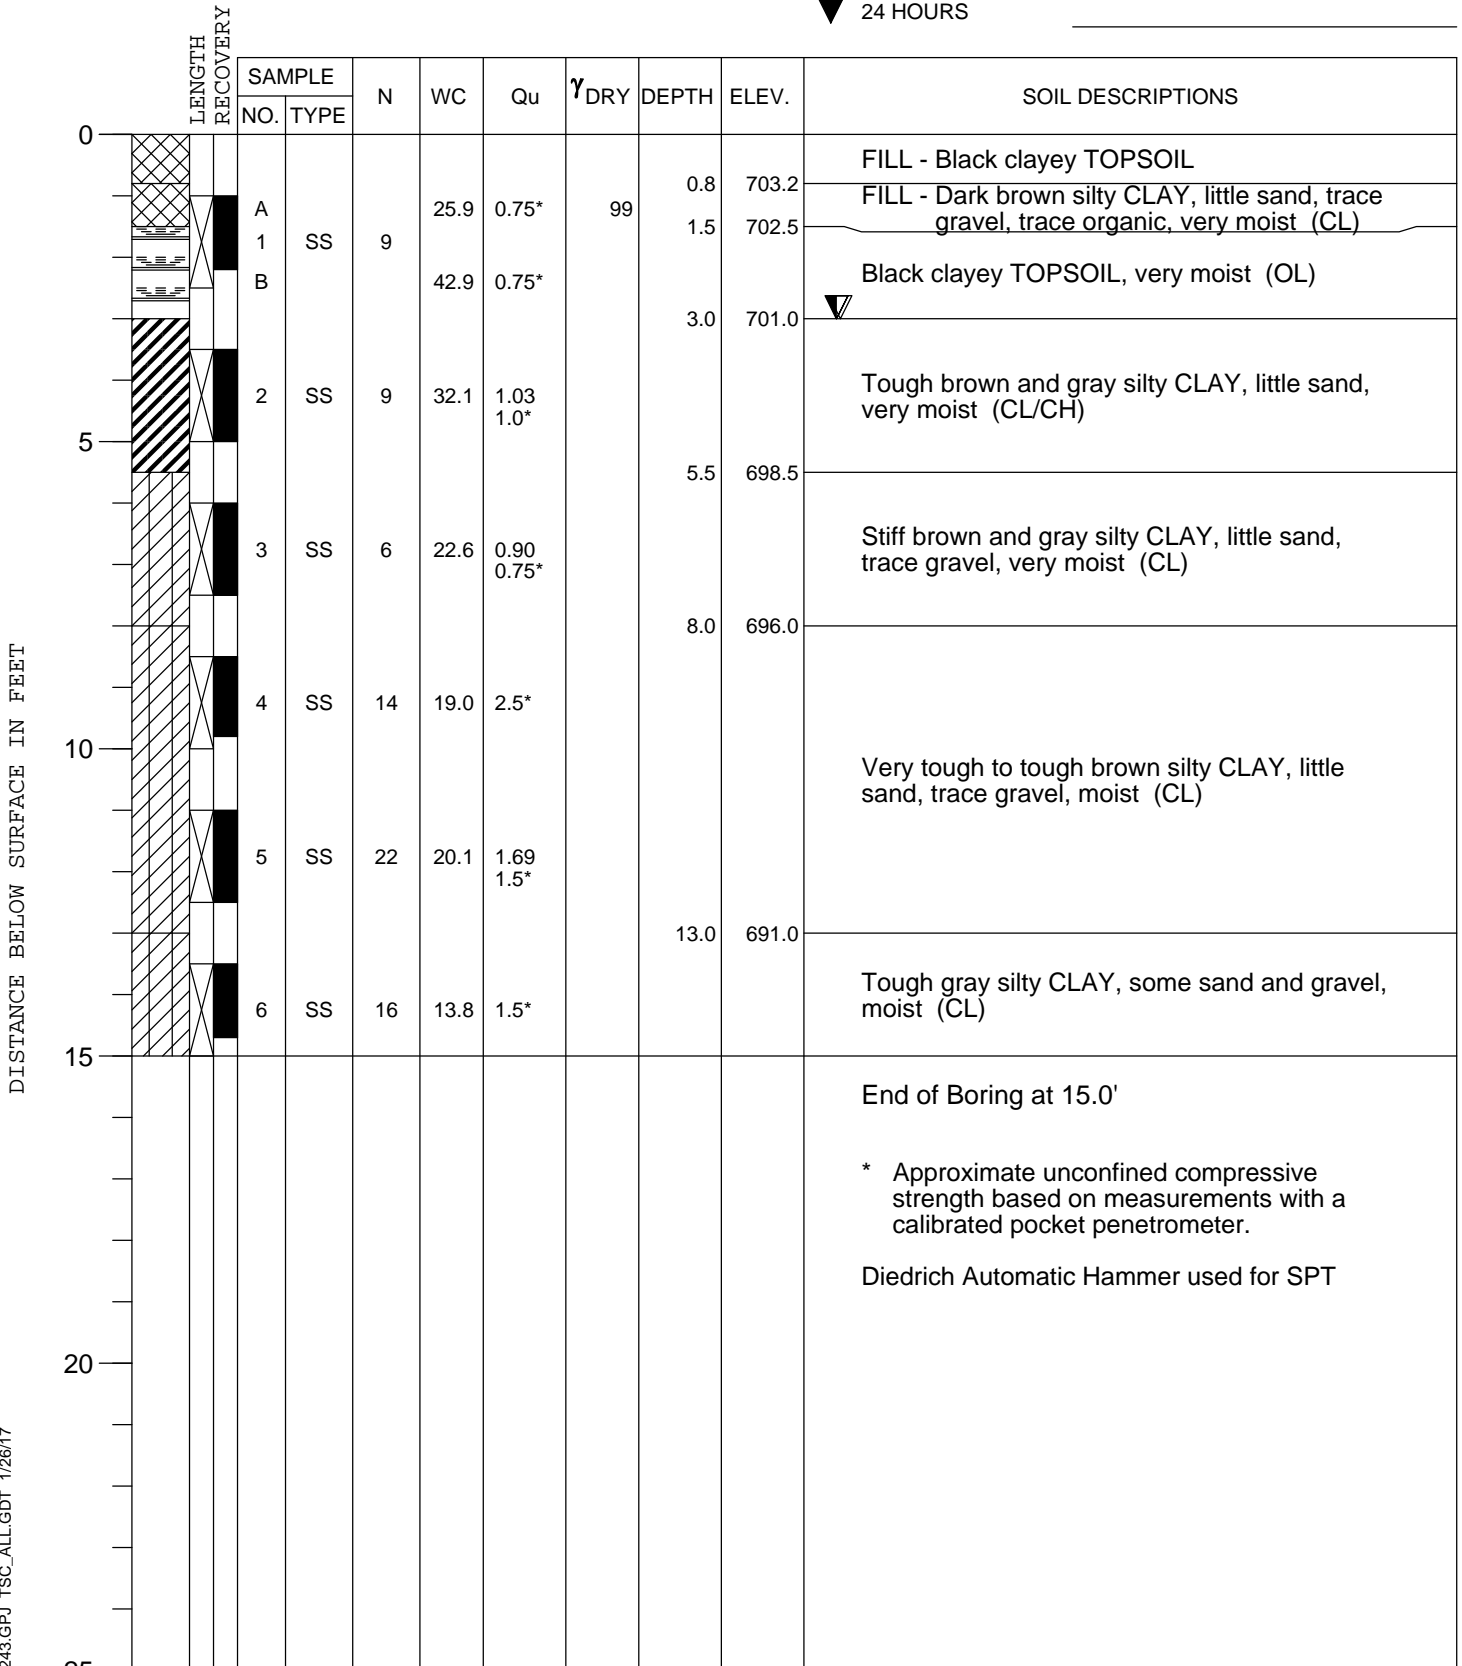 24 HOURS
LENGTH
RECOVERY
SAMPLE
NO. TYPE N WC Qu γDRY DEPTH ELEV. SOIL DESCRIPTIONS
0
FILL - Black clayey TOPSOIL
0.8 703.2
FILL - Dark brown silty CLAY, little sand, trace
gravel, trace organic, very moist (CL)
A 25.9 0.75* 99
1.5 702.5
1 SS 9
B 42.9 0.75*
Black clayey TOPSOIL, very moist (OL)
3.0 701.0
2 SS 9 32.1 1.03
1.0*
Tough brown and gray silty CLAY, little sand,
very moist (CL/CH)
5
5.5 698.5
3 SS 6 22.6 0.90
0.75*
Stiff brown and gray silty CLAY, little sand,
trace gravel, very moist (CL)
8.0 696.0
4 SS 14 19.0 2.5*
10
Very tough to tough brown silty CLAY, little
sand, trace gravel, moist (CL)
5 SS 22 20.1 1.69
1.5*
13.0 691.0
6 SS 16 13.8 1.5*
Tough gray silty CLAY, some sand and gravel,
moist (CL)
15
End of Boring at 15.0'
* Approximate unconfined compressive
strength based on measurements with a
calibrated pocket penetrometer.
Diedrich Automatic Hammer used for SPT
20
DISTANCE BELOW SURFACE IN FEET
243.GPJ TSC_ALL.GDT 1/26/17